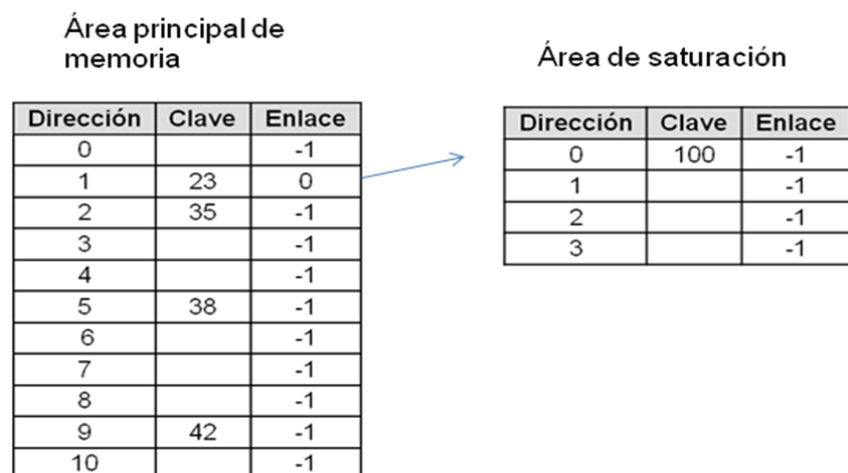 Área principal de
memoria
Dirección Clave Enlace
0 -1
1 23 0
2 35 -1
3 -1
4 -1
5 38 -1
6 -1
7 -1
8 -1
9 42 -1
10 -1
Área de saturación
Dirección Clave Enlace
0 100 -1
1 -1
2 -1
3 -1